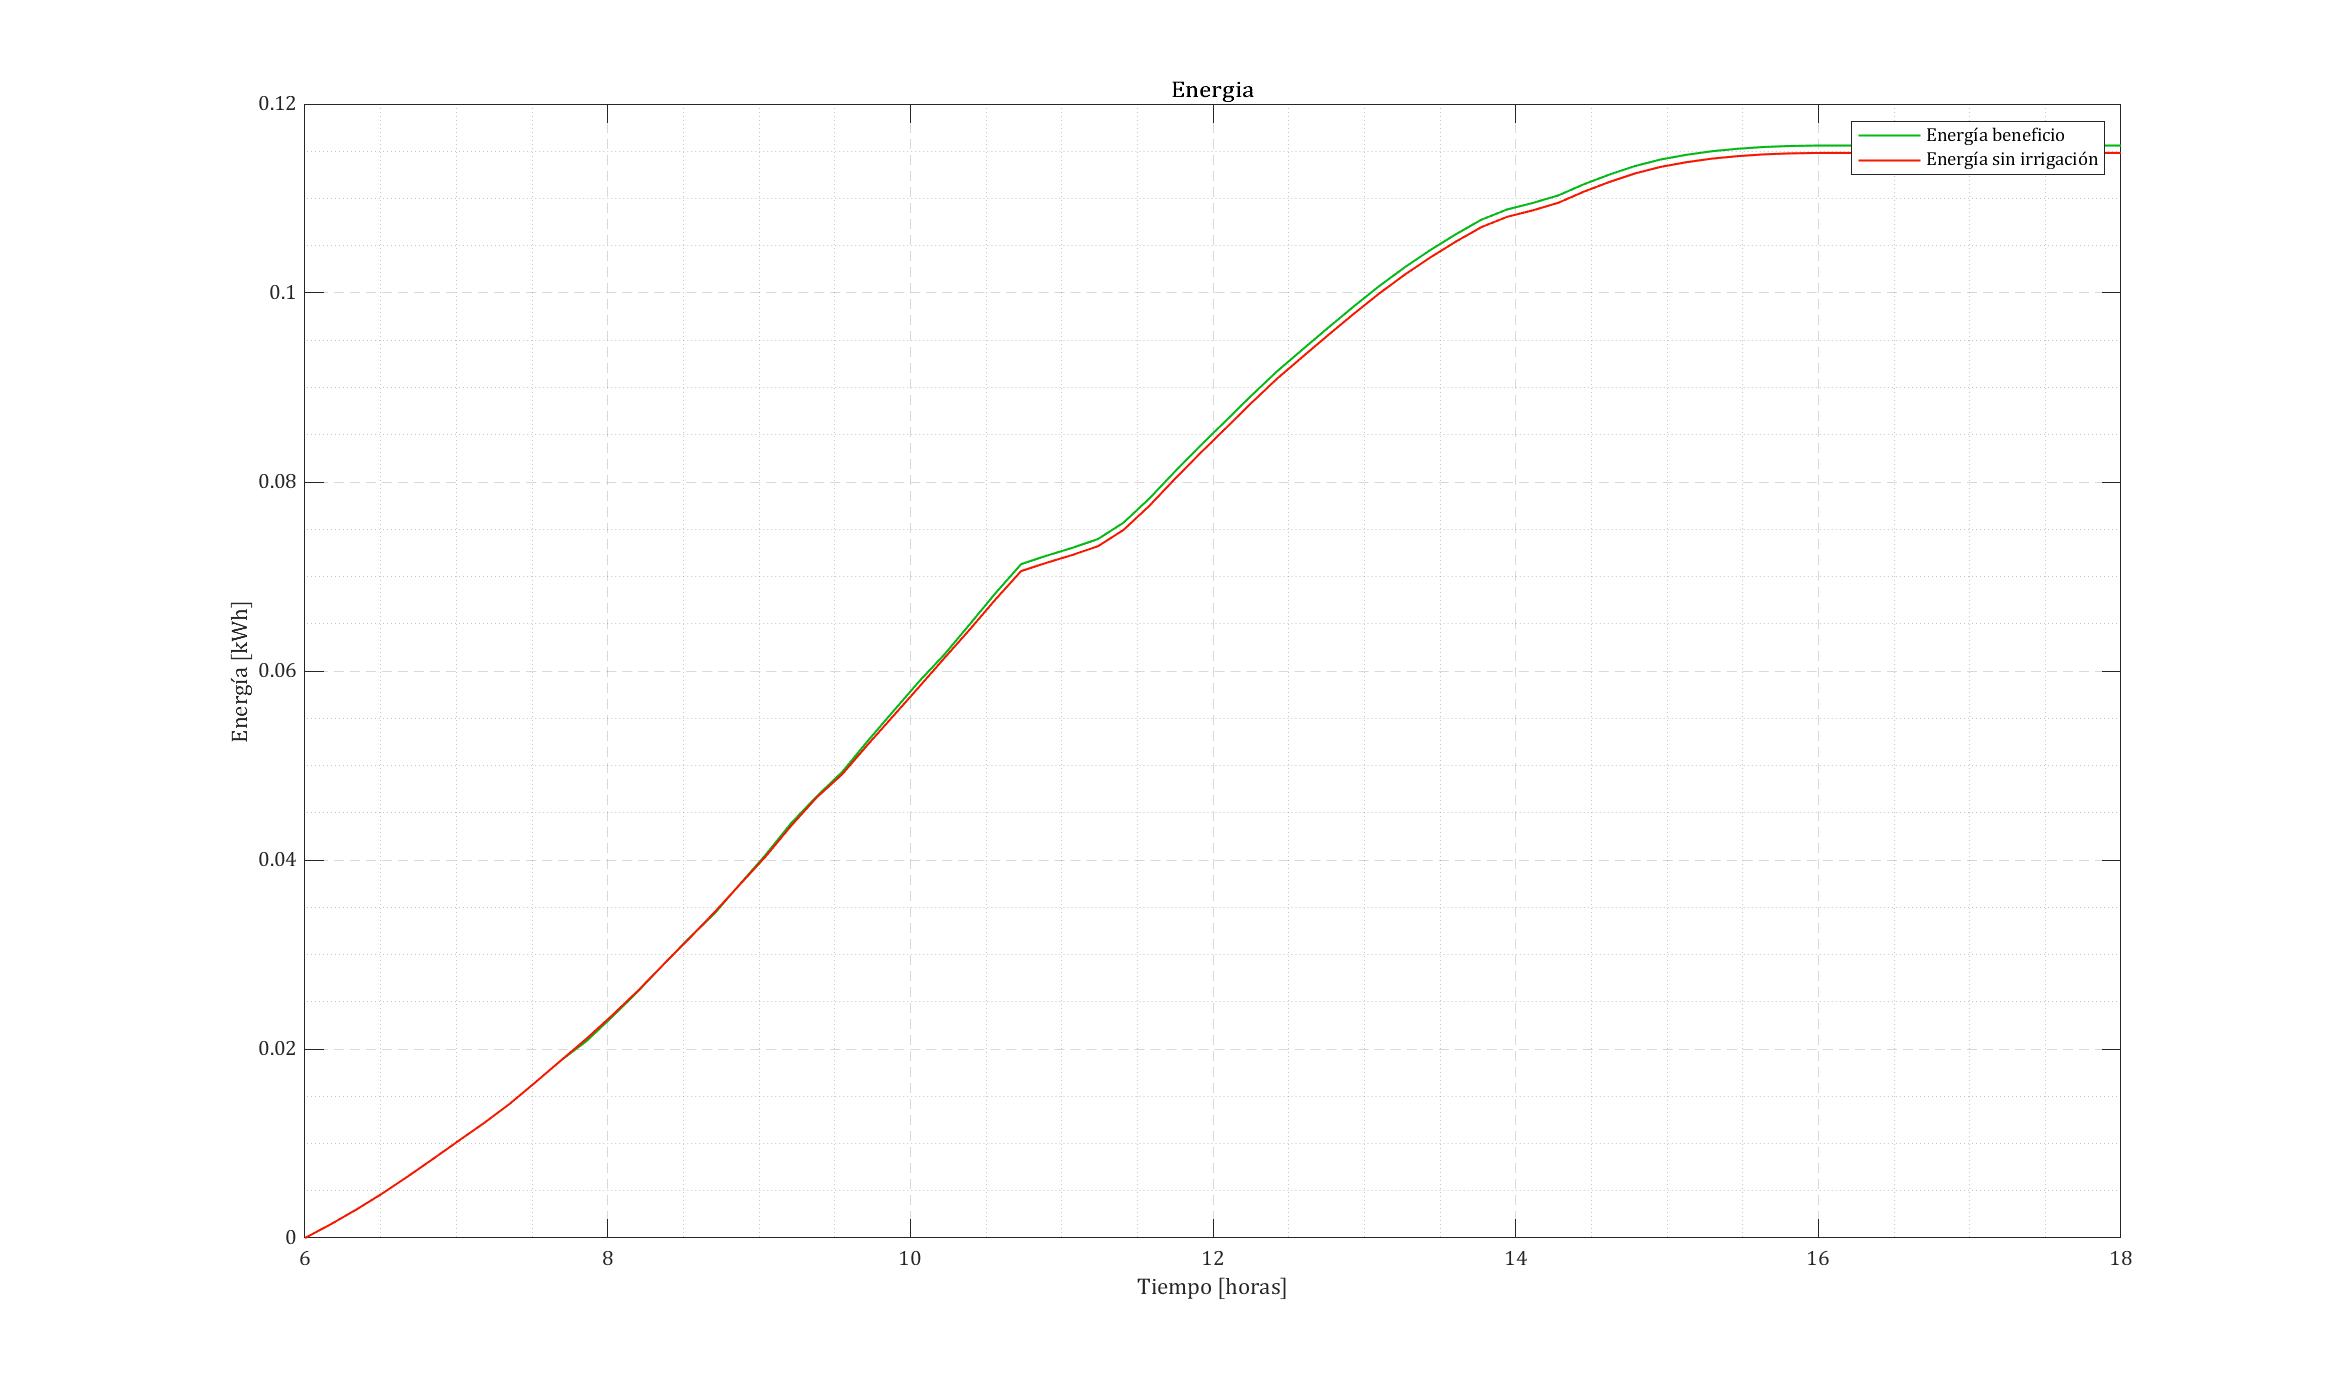 Energia
0.12
0.1
0.08
0.06
0.04
0.02
0
Energía [kWh]
6 8 10 12 14 16 18
Tiempo [horas]
Energía beneficio
Energía sin irrigación